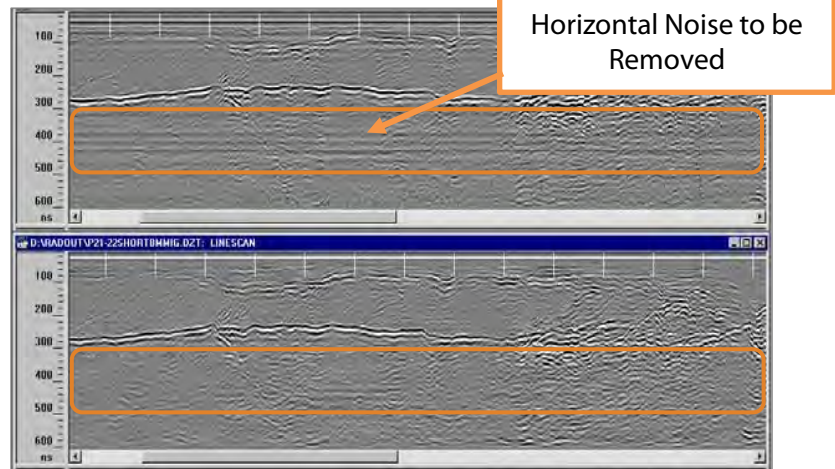 Horizontal Noise to be
Removed
100
200
300
400
500
600
ns
D:\RADOUT\P21-22SHORTBMMIG.DZT: LINESCAN
100
200
300
400
500
600
ns